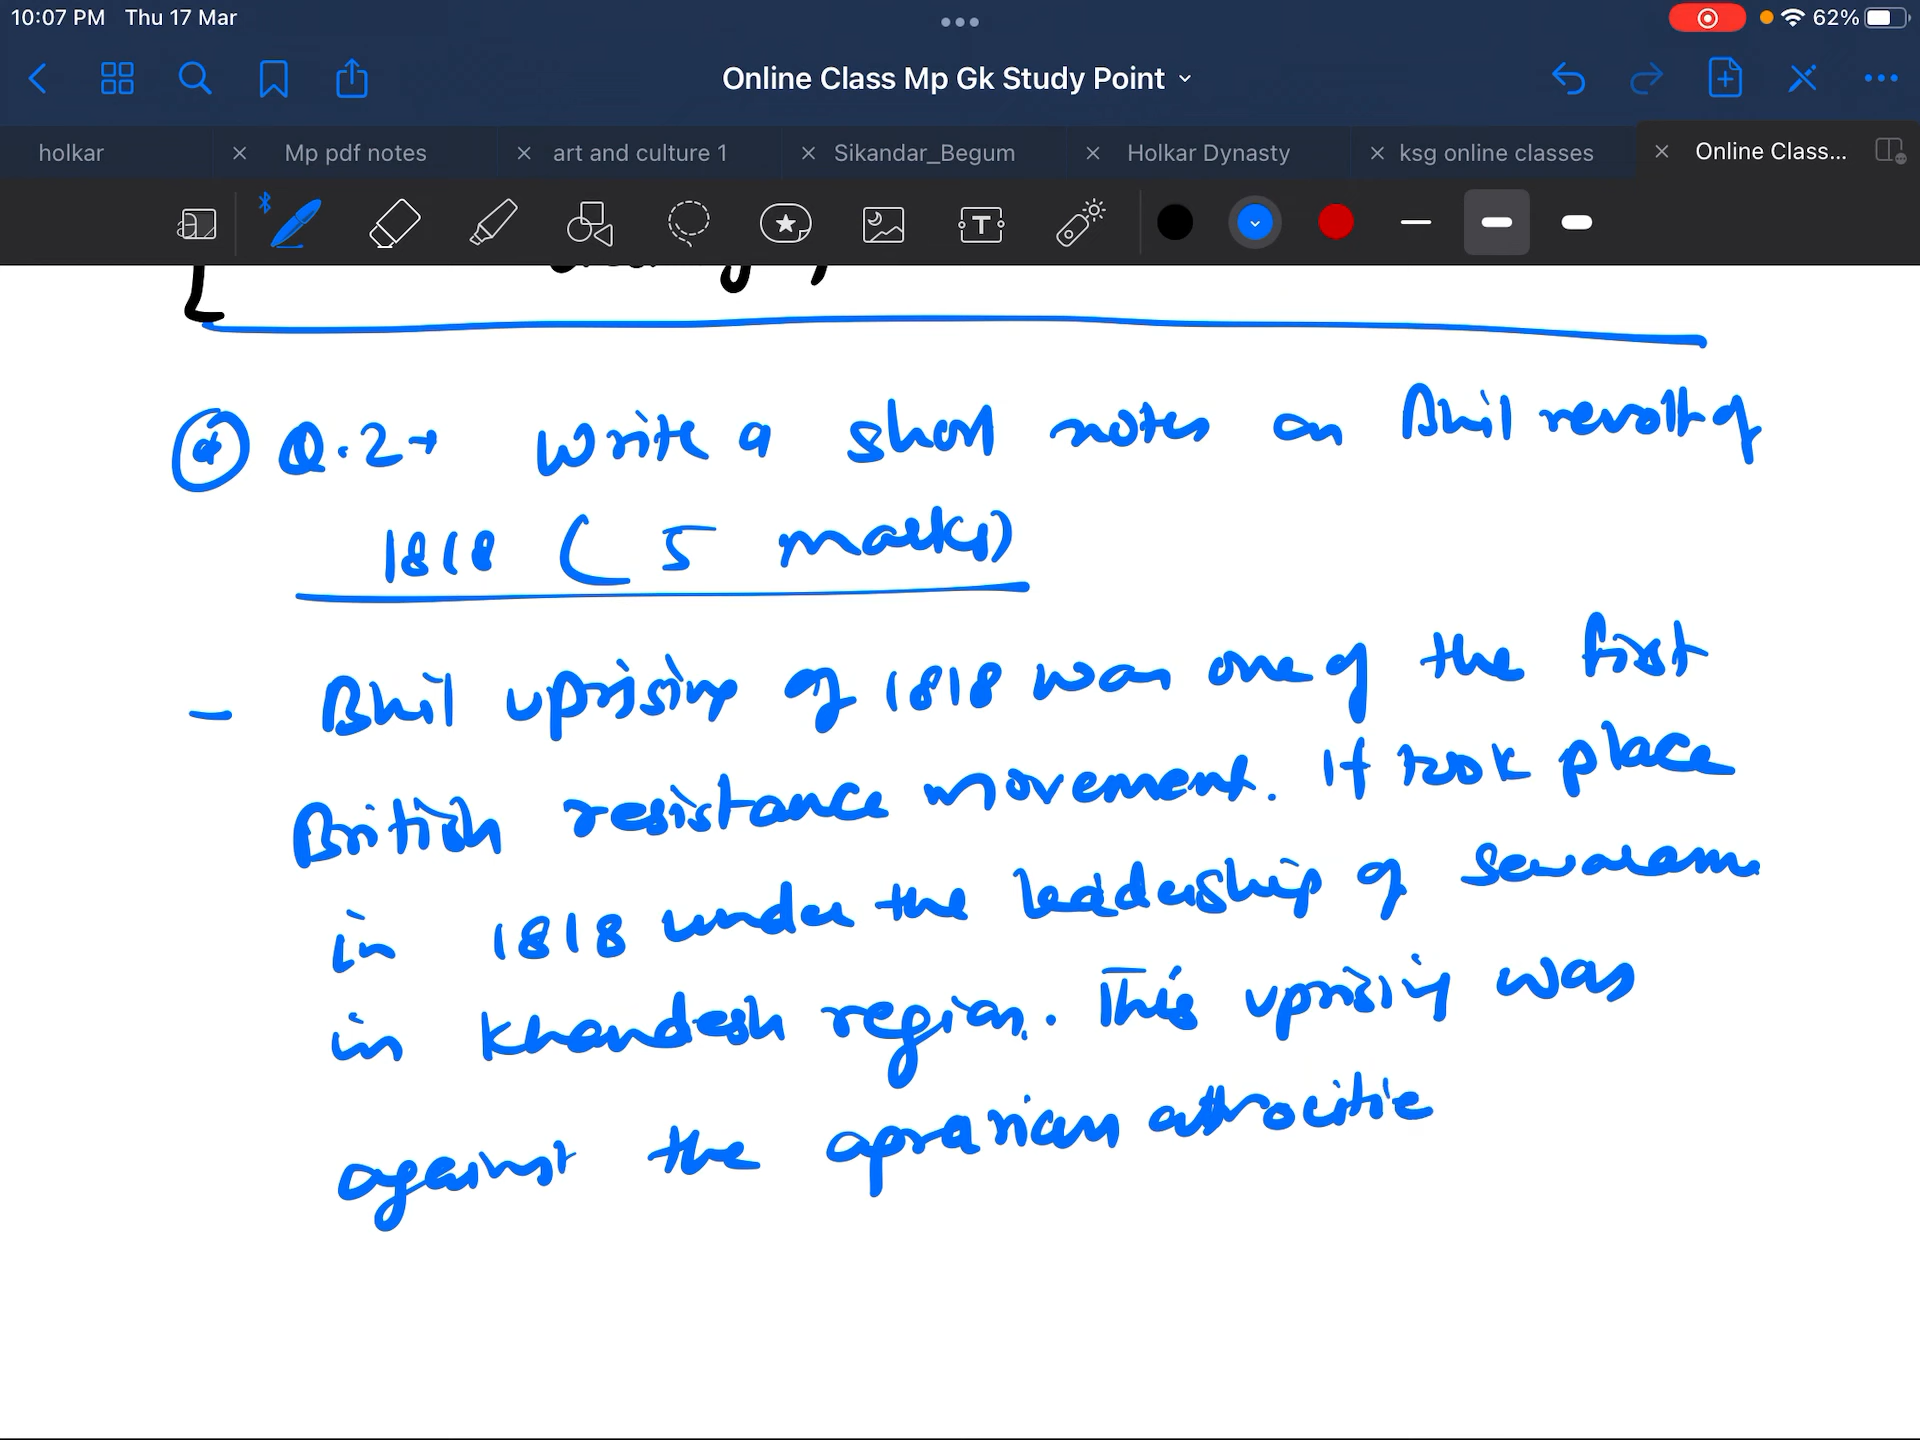 10:07 PM Thu 17 Mar
62%
Online Class Mp Gk Study Point
holkar
Mp pdf notes
art and culture 1
Sikandar_Begum
Holkar Dynasty
ksg online classes
Online Class...
Q.2→ Write a short notes on Bhil revolt of
1818 (5 marks)
- Bhil uprising of 1818 was one of the first
British resistance movement. It took place
in 1818 under the leadership of Sewaram
in Khandesh region. This uprising was
against the agrarian attrocitie